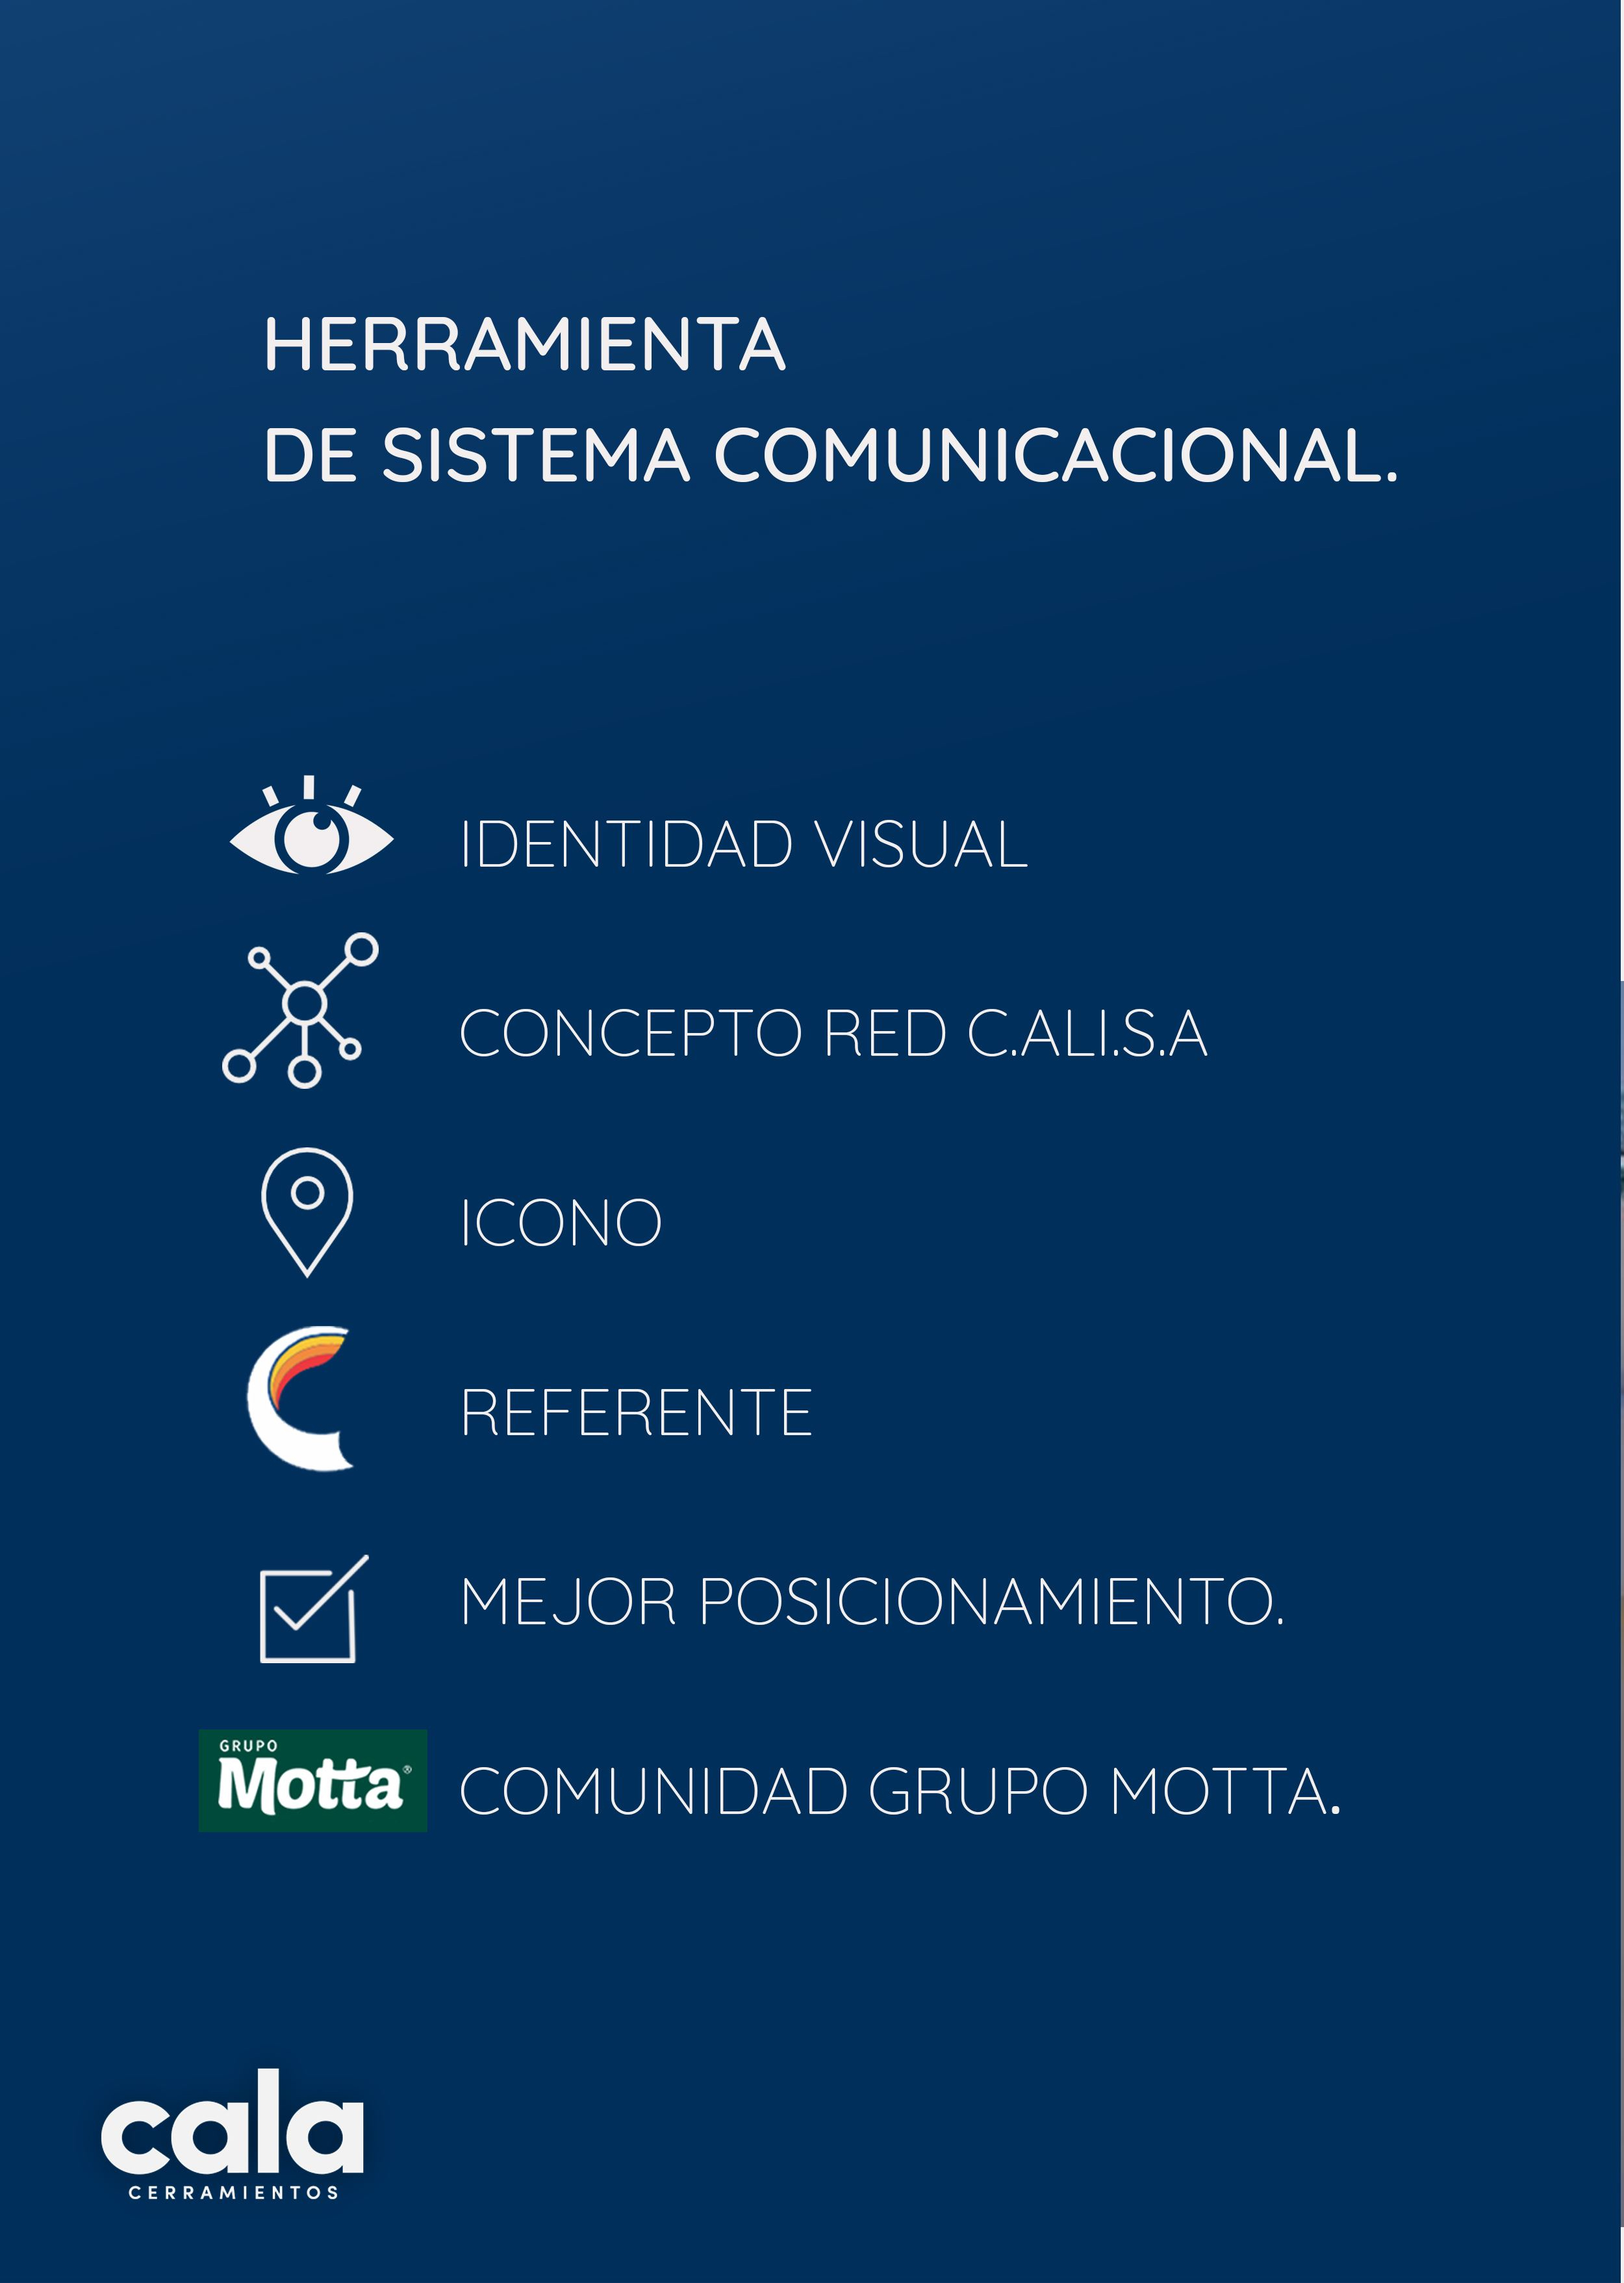 HERRAMIENTA
DE SISTEMA COMUNICACIONAL.
IDENTIDAD VISUAL
CONCEPTO RED C.ALI.S.A
ICONO
REFERENTE
MEJOR POSICIONAMIENTO.
GRUPO
Motta®
COMUNIDAD GRUPO MOTTA.
cala
CERRAMIENTOS